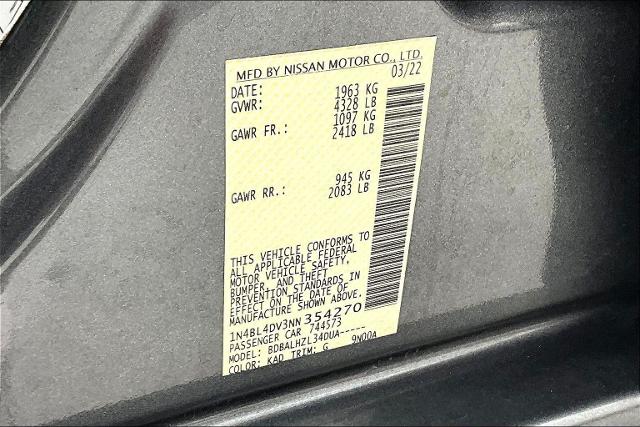 MFD BY NISSAN MOTOR CO., LTD.
DATE: 03/22
GVWR: 1963 KG
4328 LB
GAWR FR.: 1097 KG
2418 LB
GAWR RR.: 945 KG
2083 LB
THIS VEHICLE CONFORMS TO
ALL APPLICABLE FEDERAL
MOTOR VEHICLE SAFETY,
BUMPER, AND THEFT
PREVENTION STANDARDS IN
EFFECT ON THE DATE OF
MANUFACTURE SHOWN ABOVE.
1N4BL4DV3NN354270
PASSENGER CAR 744573
MODEL: BDBALHZL34DUA-----
COLOR: KAD TRIM: G 9N00A